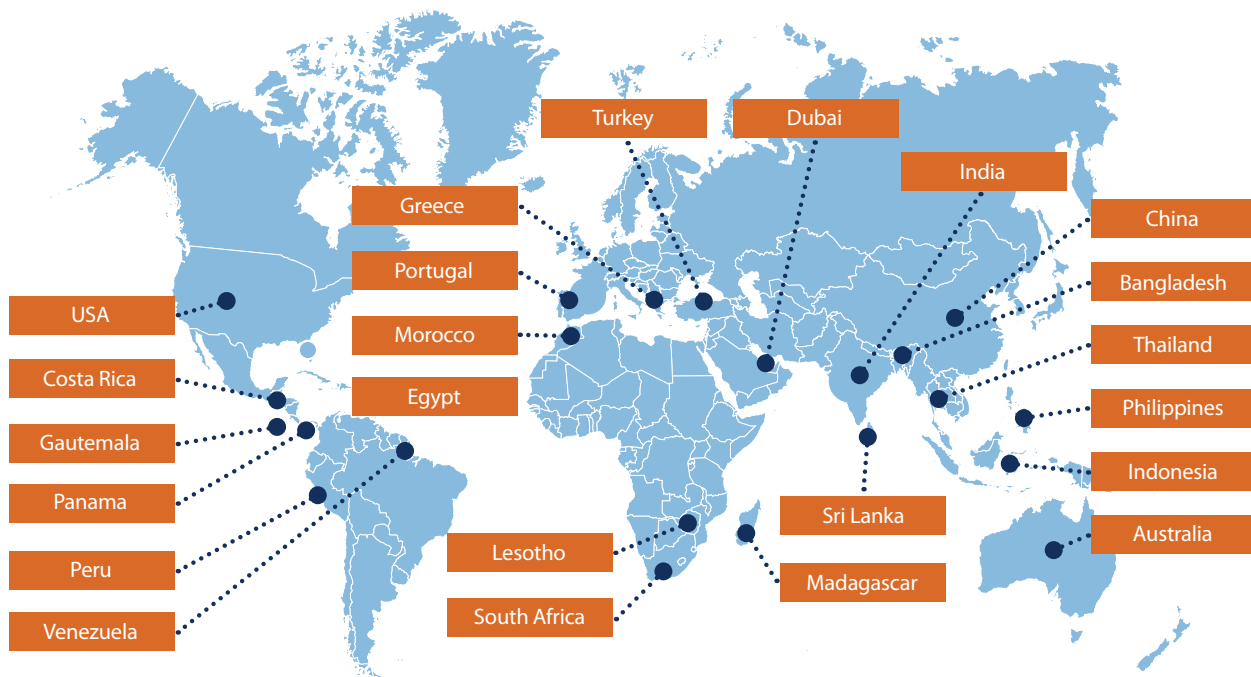 Turkey
Dubai
India
Greece
China
Portugal
Bangladesh
USA
Morocco
Thailand
Costa Rica
Egypt
Philippines
Gautemala
Indonesia
Panama
Sri Lanka
Australia
Lesotho
Peru
Madagascar
South Africa
Venezuela